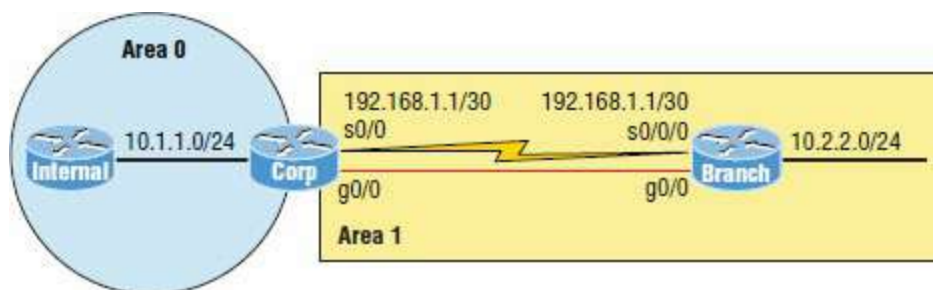 Area 0
192.168.1.1/30 192.168.1.1/30
s0/0 s0/0/0
10.1.1.0/24 10.2.2.0/24
Internal Corp Branch
g0/0 g0/0
Area 1